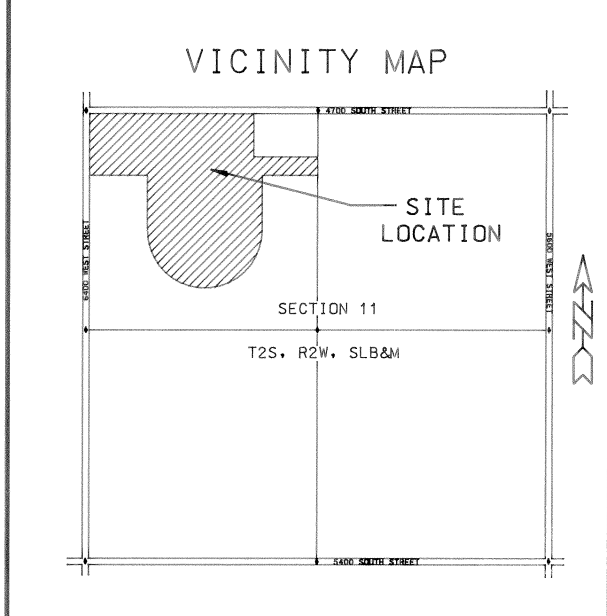 VICINITY MAP
4700 SOUTH STREET
SITE
LOCATION
6400 WEST STREET
5600 WEST STREET
SECTION 11
T2S, R2W, SLB&M
N
5400 SOUTH STREET